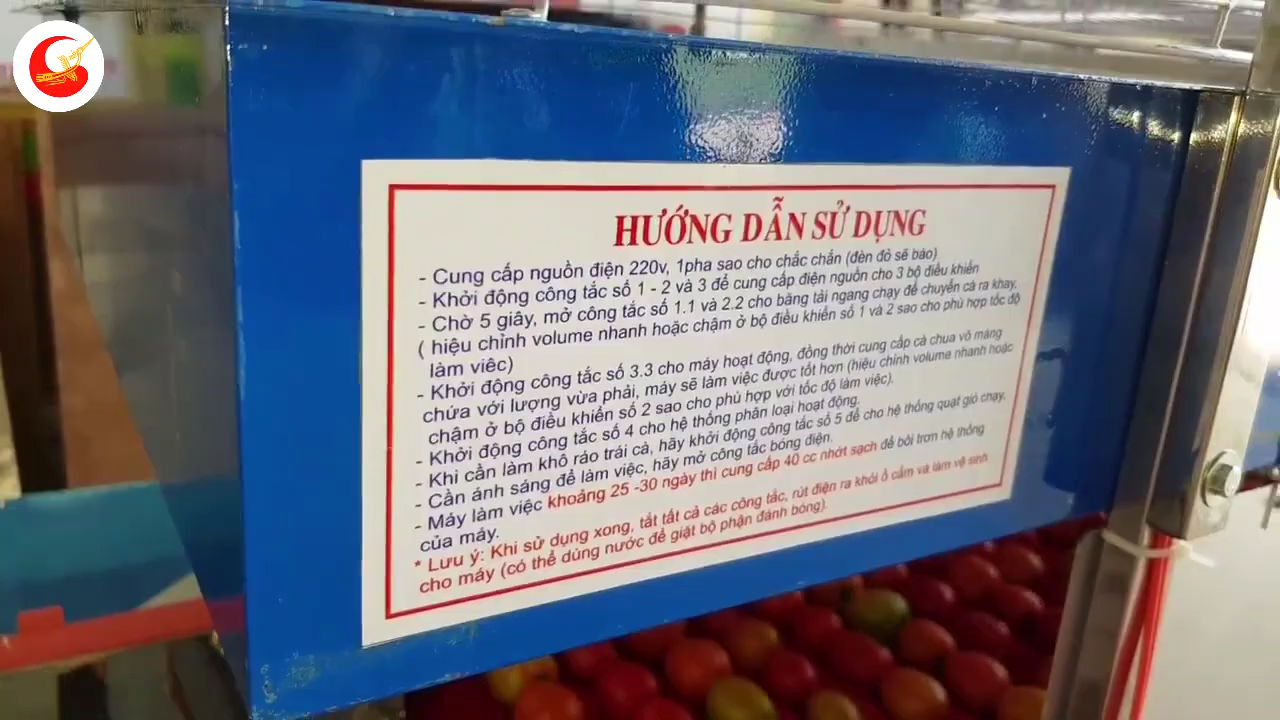 HƯỚNG DẪN SỬ DỤNG
- Cung cấp nguồn điện 220v, 1pha sao cho chắc chắn (đèn đỏ sẽ báo)
- Khởi động công tắc số 1 - 2 và 3 để cung cấp điện nguồn cho 3 bộ điều khiển
- Chờ 5 giây, mở công tắc số 1.1 và 2.2 cho băng tải ngang chạy để chuyển cà ra khay,
( hiệu chỉnh volume nhanh hoặc chậm ở bộ điều khiển số 1 và 2 sao cho phù hợp tốc độ
làm viêc)
- Khởi động công tắc số 3.3 cho máy hoạt động, đồng thời cung cấp cà chua vô máng
chứa với lượng vừa phải, máy sẽ làm việc được tốt hơn (hiệu chỉnh volume nhanh hoặc
chậm ở bộ điều khiển số 2 sao cho phù hợp với tốc độ làm việc).
- Khởi động công tắc số 4 cho hệ thống phân loại hoạt động.
- Khi cần làm khô ráo trái cà, hãy khởi động công tắc số 5 để cho hệ thống quạt gió chạy,
- Cần ánh sáng để làm việc, hãy mở công tắc bóng điện.
- Máy làm việc khoảng 25 -30 ngày thì cung cấp 40 cc nhớt sạch để bôi trơn hệ thống
của máy.
* Lưu ý: Khi sử dụng xong, tắt tất cả các công tắc, rút điện ra khỏi ổ cắm và làm vệ sinh
cho máy (có thể dùng nước để giặt bộ phận đánh bóng).